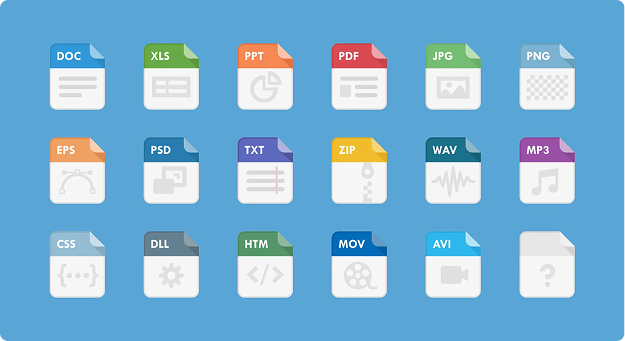 DOC XLS PPT PDF JPG PNG
EPS PSD TXT ZIP WAV MP3
CSS DLL HTM MOV AVI
?